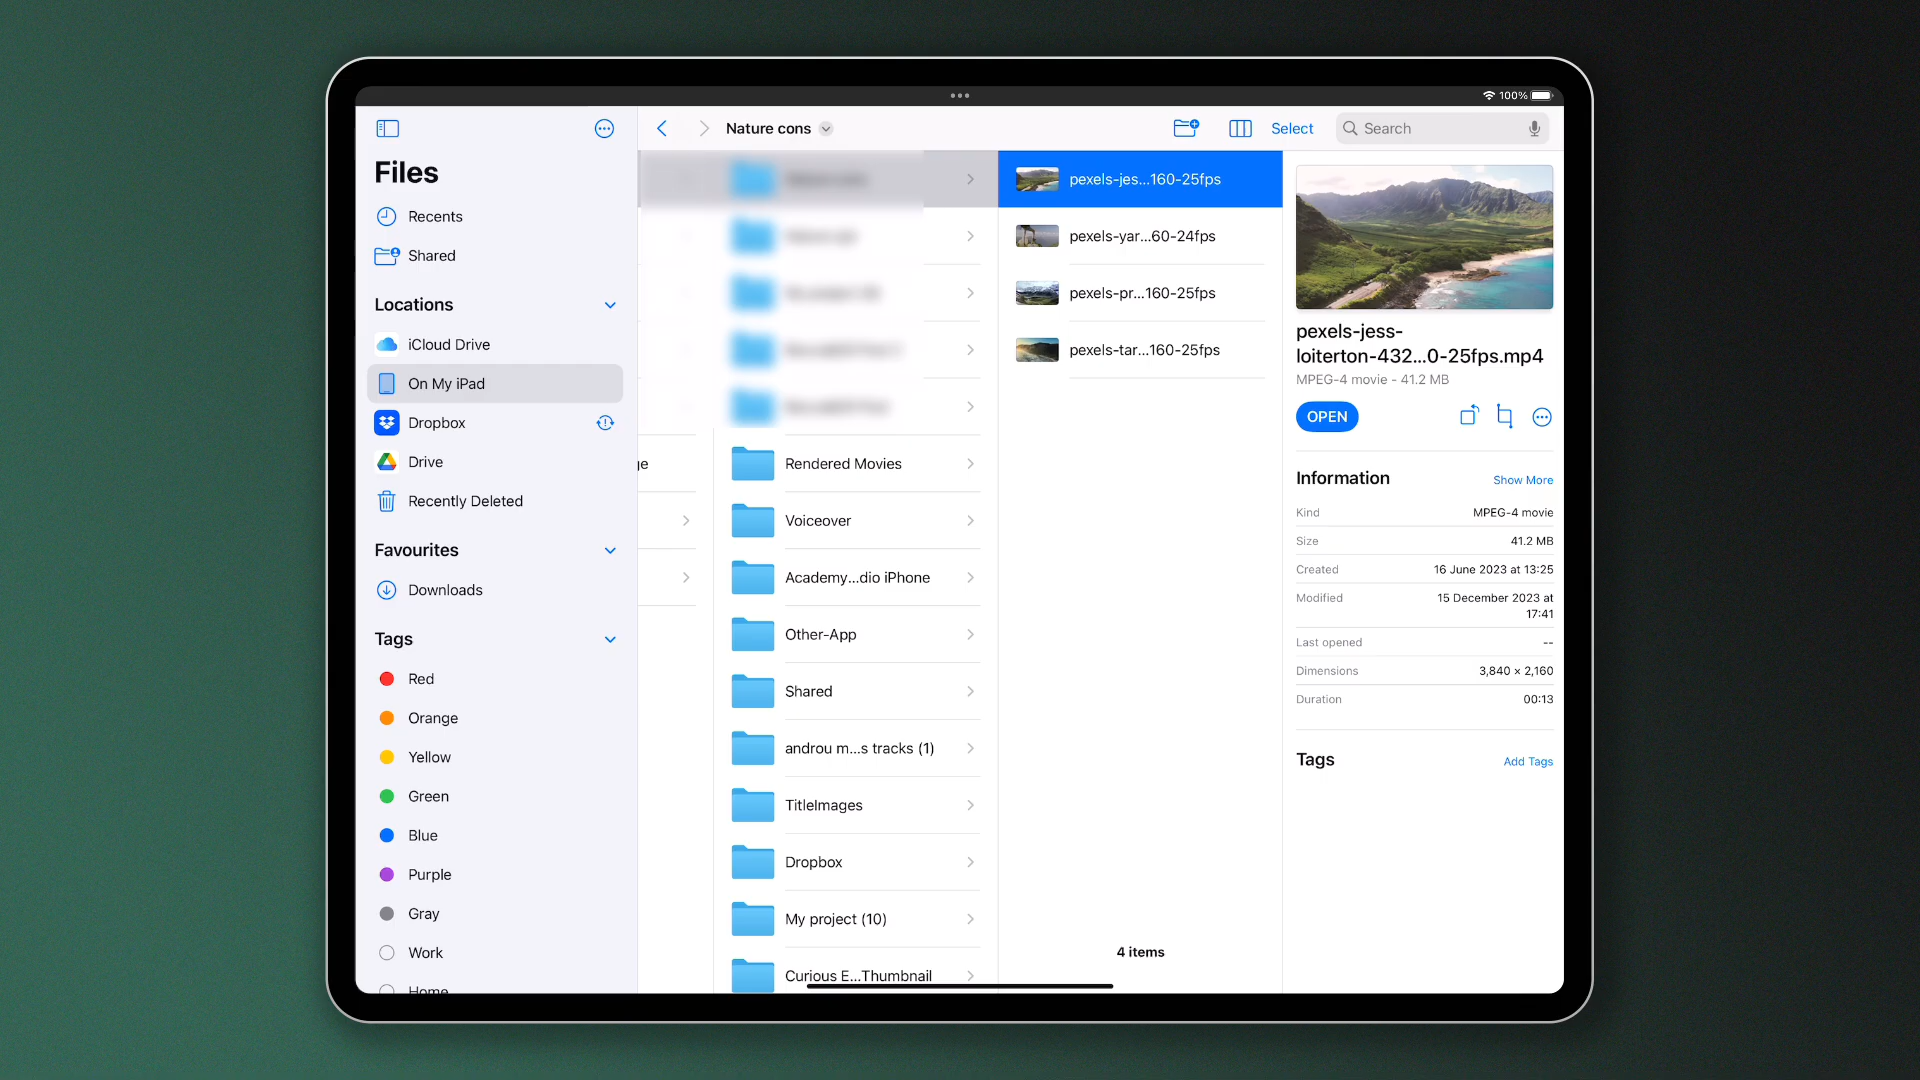 100%
Files
Recents
Shared
Locations
iCloud Drive
On My iPad
Dropbox
Drive
Recently Deleted
Favourites
Downloads
Tags
Red
Orange
Yellow
Green
Blue
Purple
Gray
Work
Home
Nature cons
Select
Search
ge
Rendered Movies
Voiceover
Academy...dio iPhone
Other-App
Shared
androu m...s tracks (1)
TitleImages
Dropbox
My project (10)
Curious E...Thumbnail
pexels-jes...160-25fps
pexels-yar...60-24fps
pexels-pr...160-25fps
pexels-tar...160-25fps
4 items
pexels-jess-
loiterton-432...0-25fps.mp4
MPEG-4 movie - 41.2 MB
OPEN
Information Show More
Kind MPEG-4 movie
Size 41.2 MB
Created 16 June 2023 at 13:25
Modified 15 December 2023 at
17:41
Last opened --
Dimensions 3,840 × 2,160
Duration 00:13
Tags Add Tags